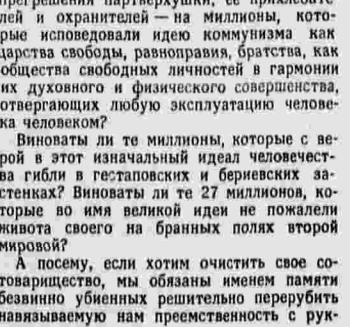 прегрешения партверхушки, ее прихлебате-
лей и охранителей — на миллионы, кото-
рые исповедовали идею коммунизма как
царства свободы, равноправия, братства, как
общества свободных личностей в гармонии
их духовного и физического совершенства,
отвергающих любую эксплуатацию челове-
ка человеком?
Виноваты ли те миллионы, которые с ве-
рой в этот изначальный идеал человечест-
ва гибли в гестаповских и бериевских за-
стенках? Виноваты ли те 27 миллионов, ко-
торые во имя великой идеи не пожалели
живота своего на бранных полях второй
мировой?
А посему, если хотим очистить свое со-
товарищество, мы обязаны именем памяти
безвинно убиенных решительно перерубить
навязываемую нам преемственность с рук-